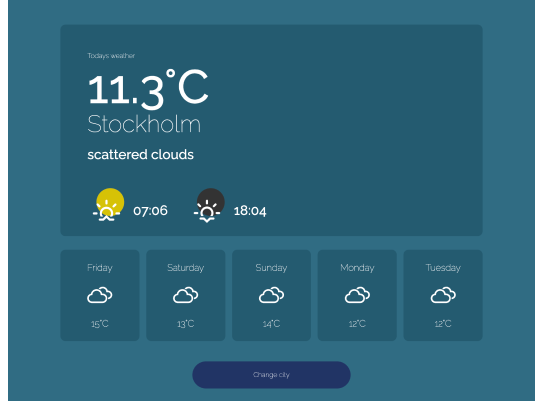 Todays weather
11.3°C
Stockholm
scattered clouds
07:06 18:04
Friday Saturday Sunday Monday Tuesday
15°C 13°C 14°C 12°C 12°C
Change city